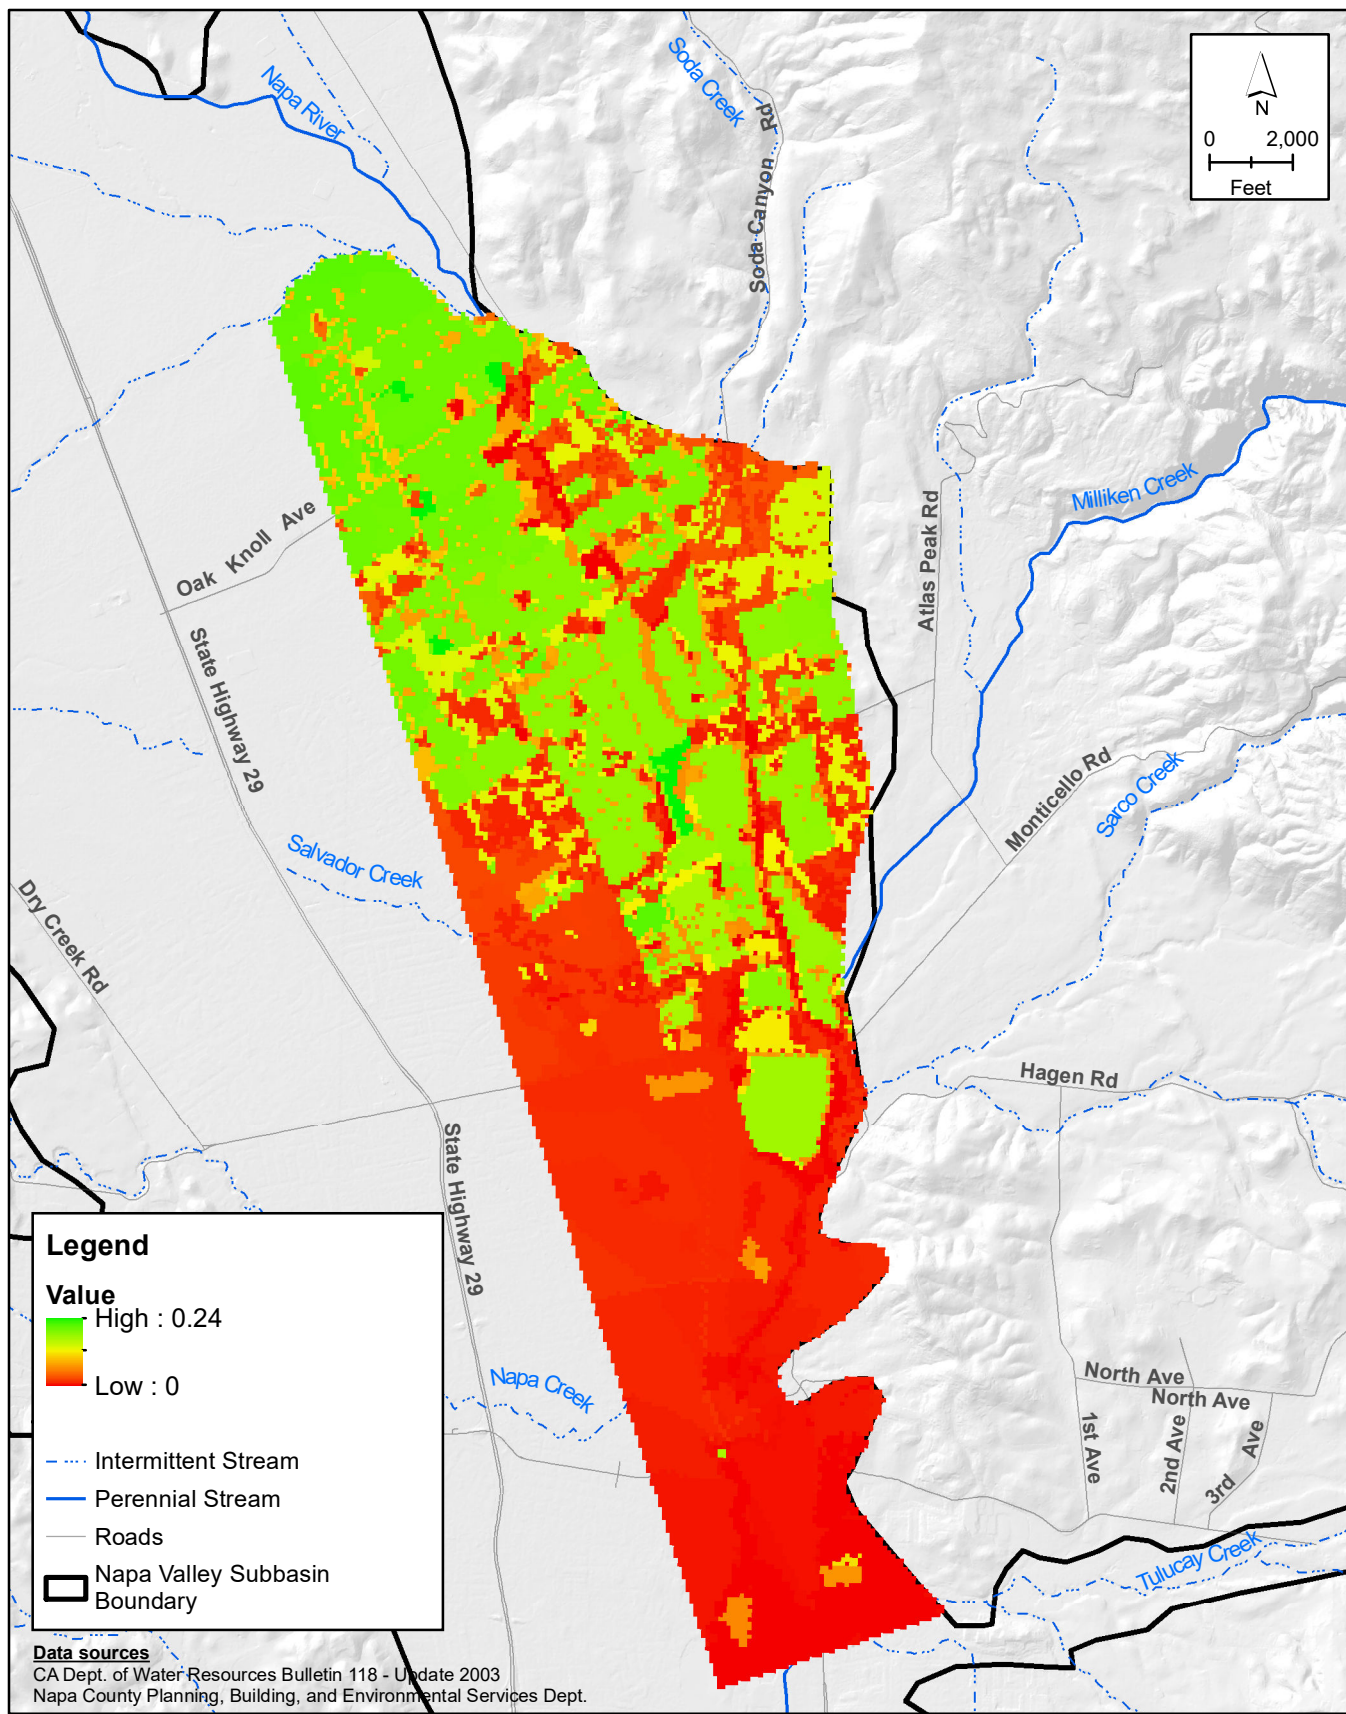 Soda Creek
Napa River
Soda Canyon Rd
N
0 2,000
Feet
Milliken Creek
Atlas Peak Rd
Oak Knoll Ave
State Highway 29
Monticello Rd
Sarco Creek
Salvador Creek
Dry Creek Rd
Hagen Rd
State Highway 29
Napa Creek
North Ave
North Ave
1st Ave
2nd Ave
3rd Ave
Tulucay Creek
Legend
Value
High : 0.24
Low : 0
Intermittent Stream
Perennial Stream
Roads
Napa Valley Subbasin
Boundary
Data sources
CA Dept. of Water Resources Bulletin 118 - Update 2003
Napa County Planning, Building, and Environmental Services Dept.